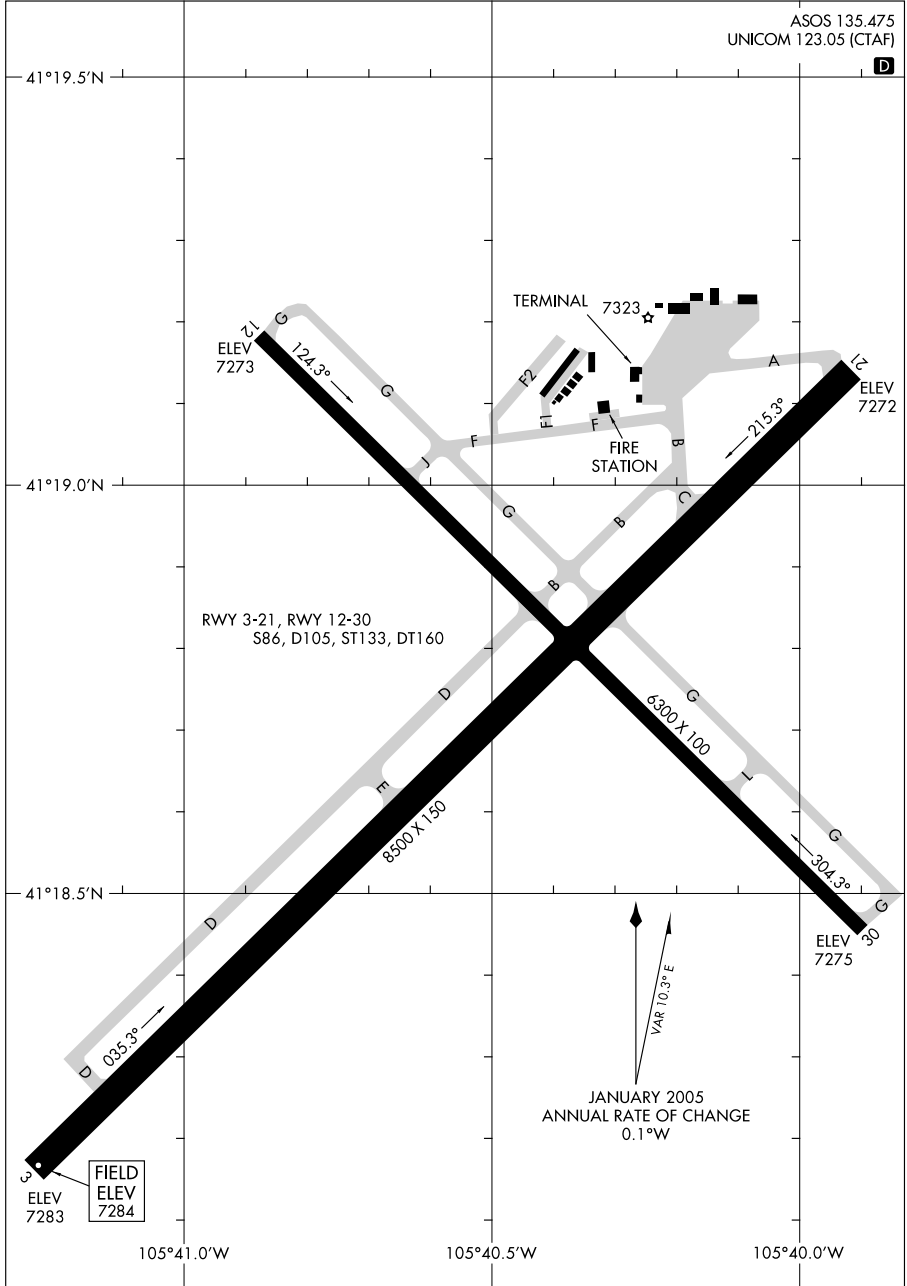 ASOS 135.475
UNICOM 123.05 (CTAF)
D
41°19.5'N
TERMINAL
7323
12
G
ELEV
7273
124.3°
G
F2
A
21
ELEV
7272
F1
F
F
FIRE
STATION
215.3°
B
J
41°19.0'N
C
G
B
B
RWY 3-21, RWY 12-30
S86, D105, ST133, DT160
D
G
6300 X 100
E
L
8500 X 150
G
304.3°
41°18.5'N
G
D
30
ELEV
7275
VAR 10.3° E
035.3°
D
JANUARY 2005
ANNUAL RATE OF CHANGE
0.1°W
3
ELEV
7283
FIELD
ELEV
7284
105°41.0'W
105°40.5'W
105°40.0'W